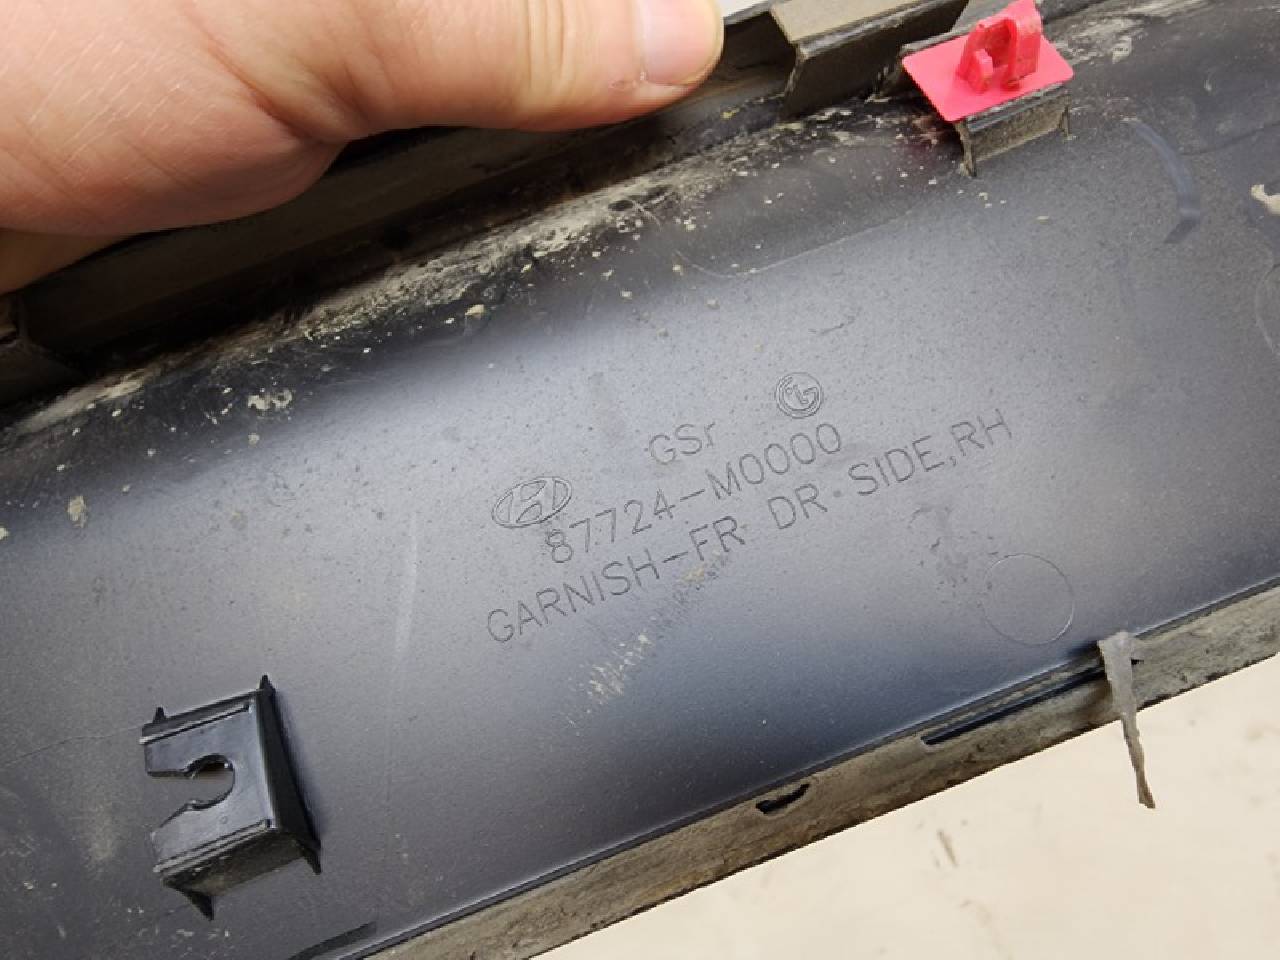 GSr
87724-M0000
GARNISH-FR DR SIDE,RH